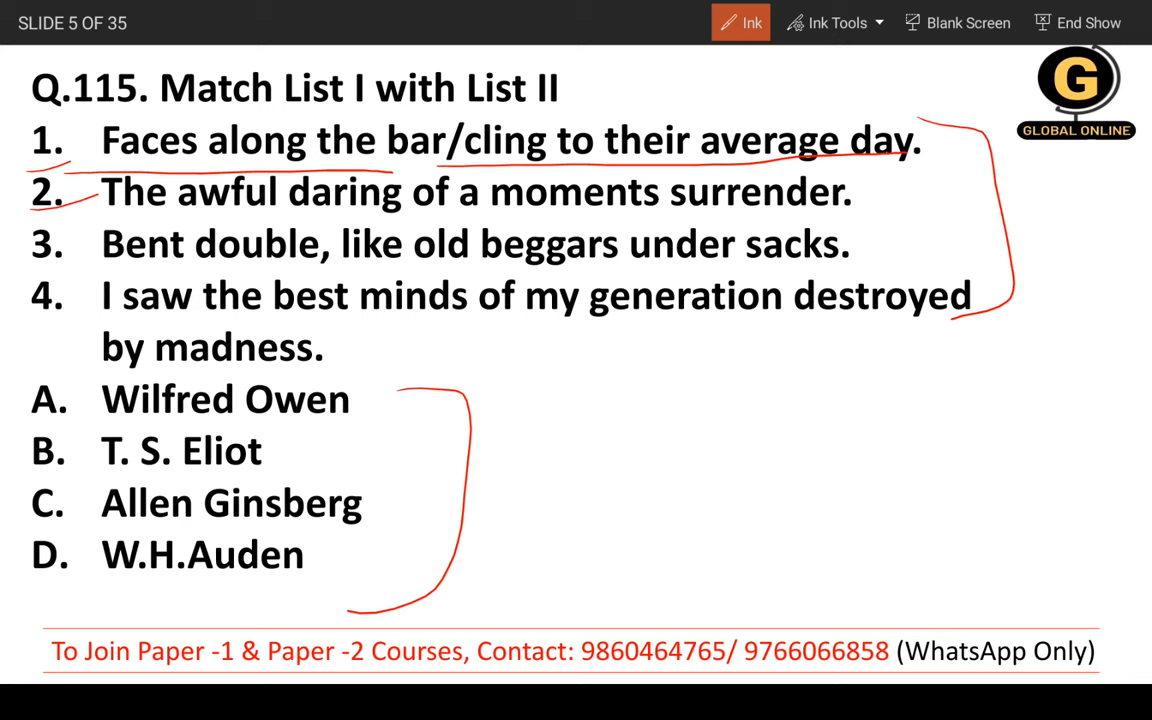 SLIDE 5 OF 35
Ink
Ink Tools
Blank Screen
End Show
G
GLOBAL ONLINE
Q.115. Match List I with List II
1. Faces along the bar/cling to their average day.
2. The awful daring of a moments surrender.
3. Bent double, like old beggars under sacks.
4. I saw the best minds of my generation destroyed
by madness.
A. Wilfred Owen
B. T. S. Eliot
C. Allen Ginsberg
D. W.H.Auden
To Join Paper -1 & Paper -2 Courses, Contact: 9860464765/ 9766066858 (WhatsApp Only)